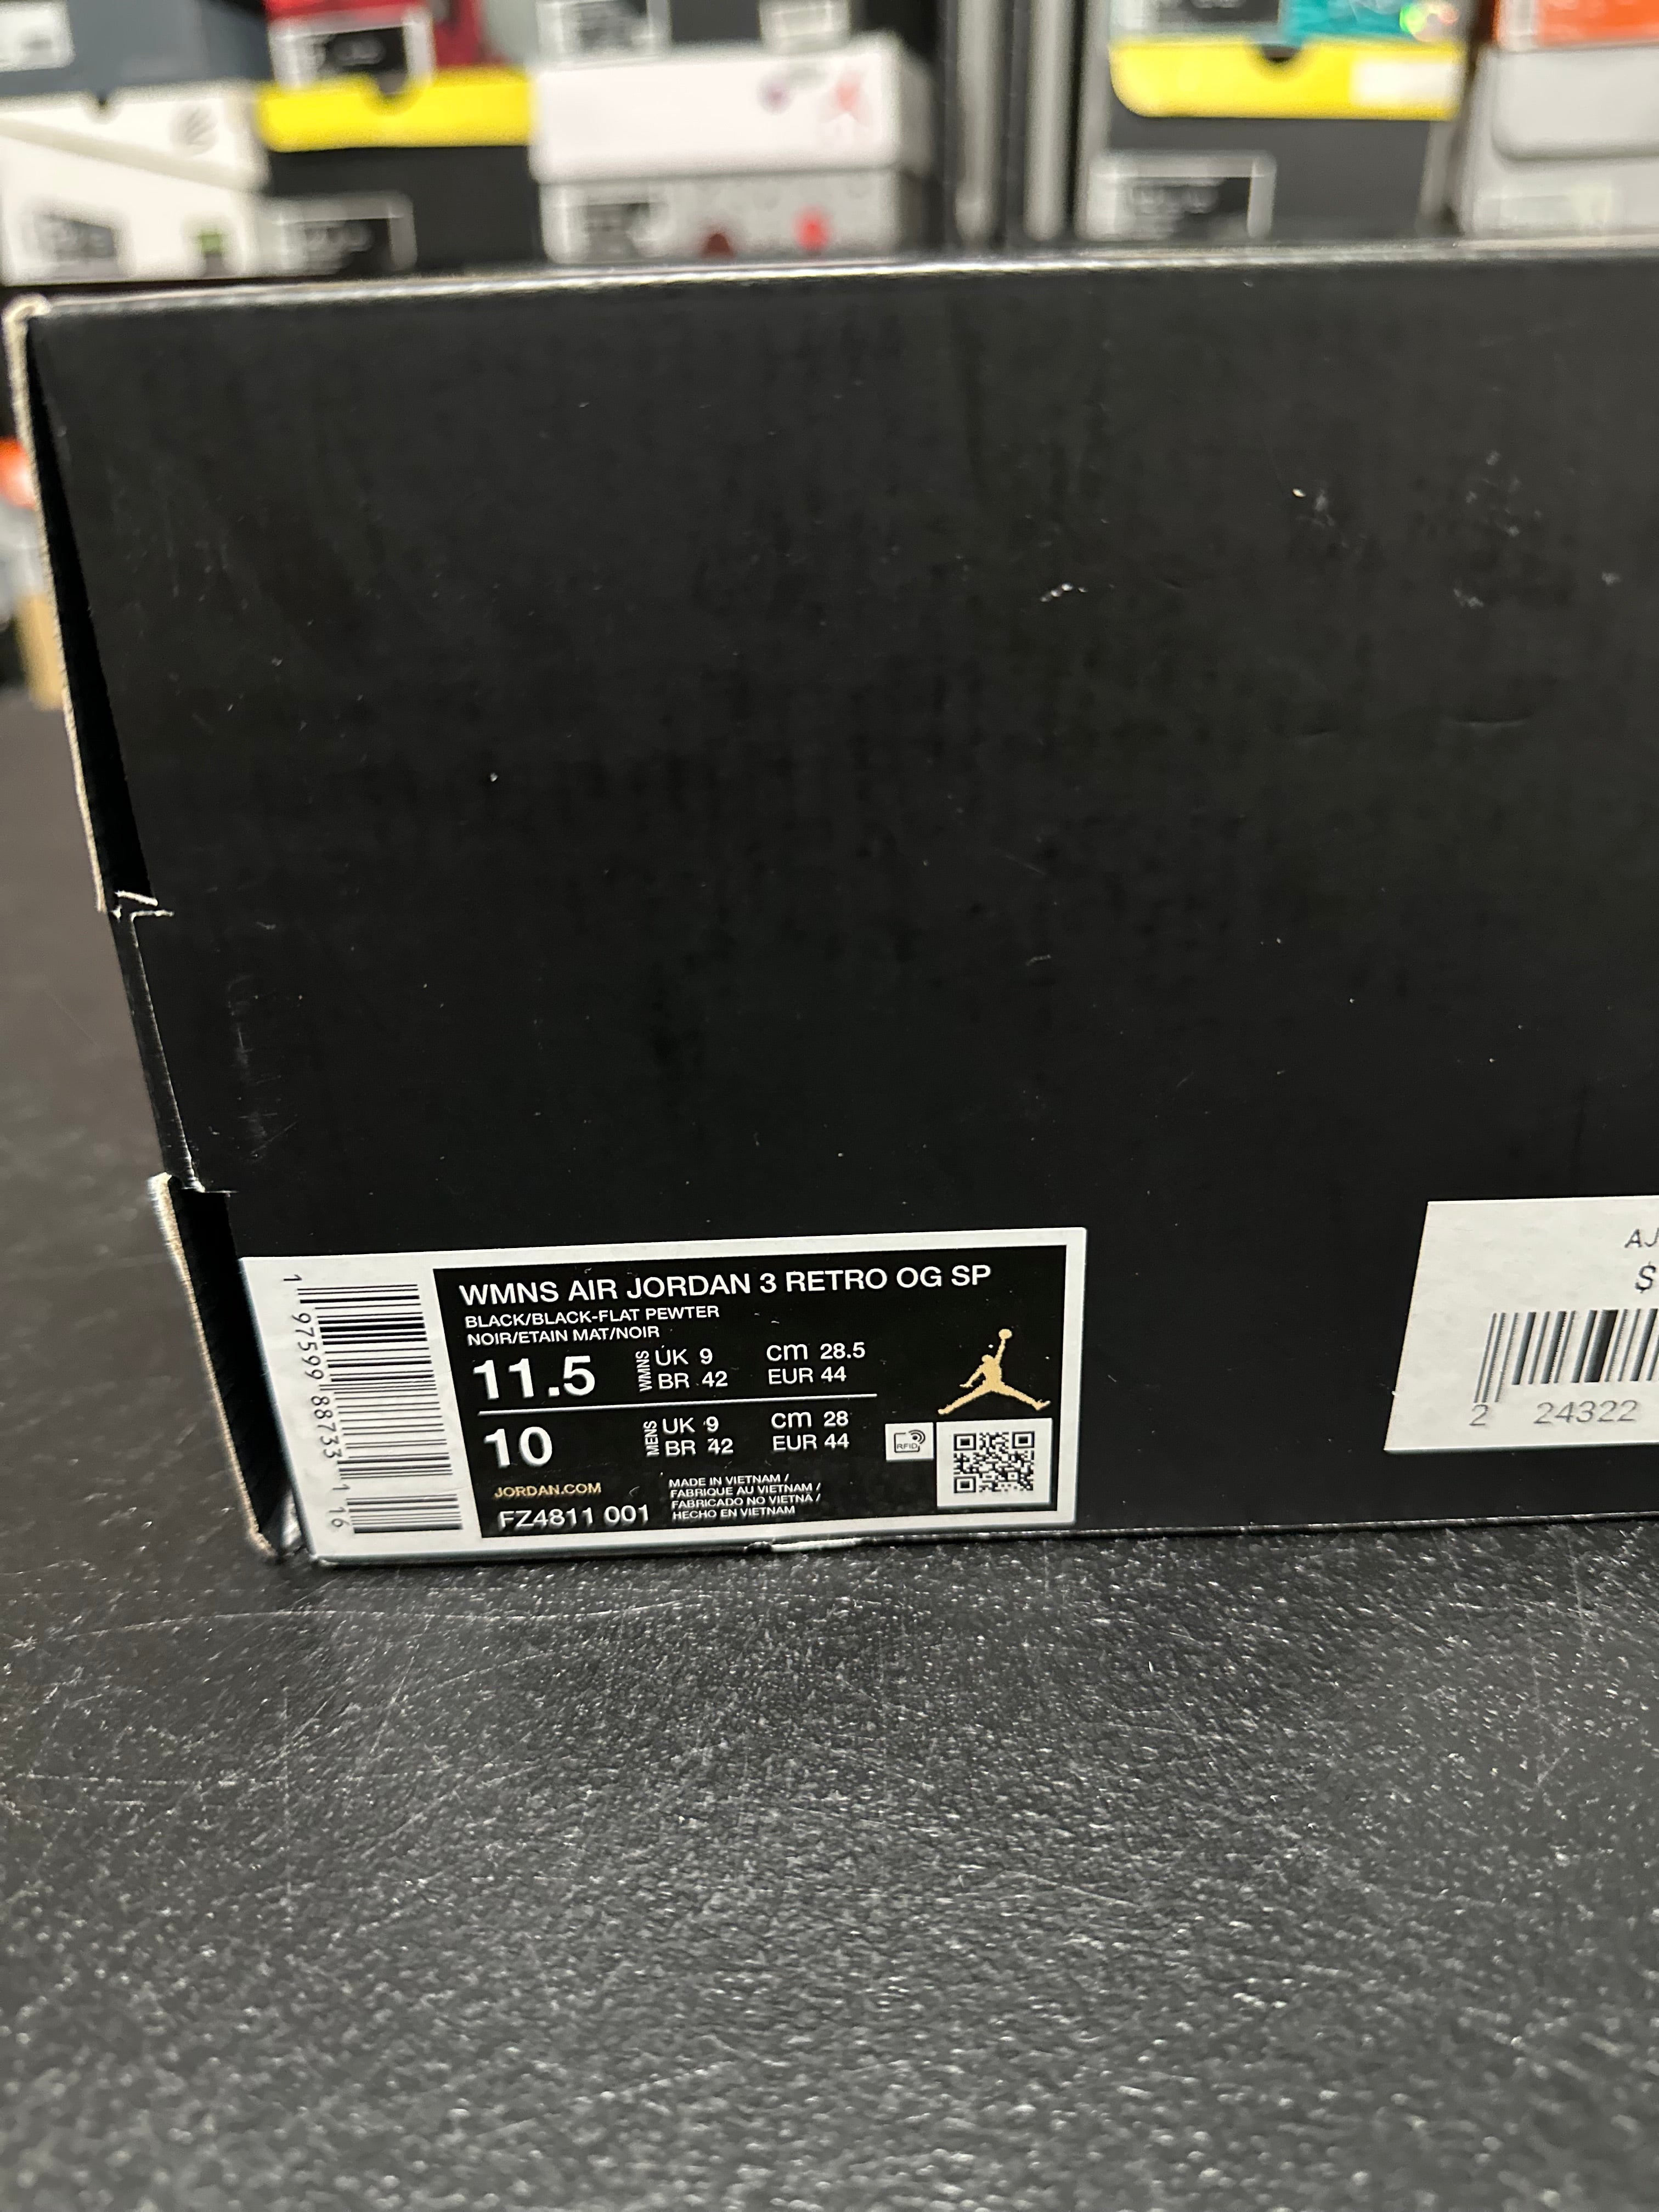 WMNS AIR JORDAN 3 RETRO OG SP
BLACK/BLACK-FLAT PEWTER
NOIR/ETAIN MAT/NOIR
11.5 WMNS UK 9 cm 28.5
BR 42 EUR 44
10 MENS UK 9 cm 28
BR 42 EUR 44
RFID
JORDAN.COM
FZ4811 001
MADE IN VIETNAM /
FABRIQUE AU VIETNAM /
FABRICADO NO VIETNÁ /
HECHO EN VIETNAM
1 97599 88733 1 16
AJ
$
2 24322